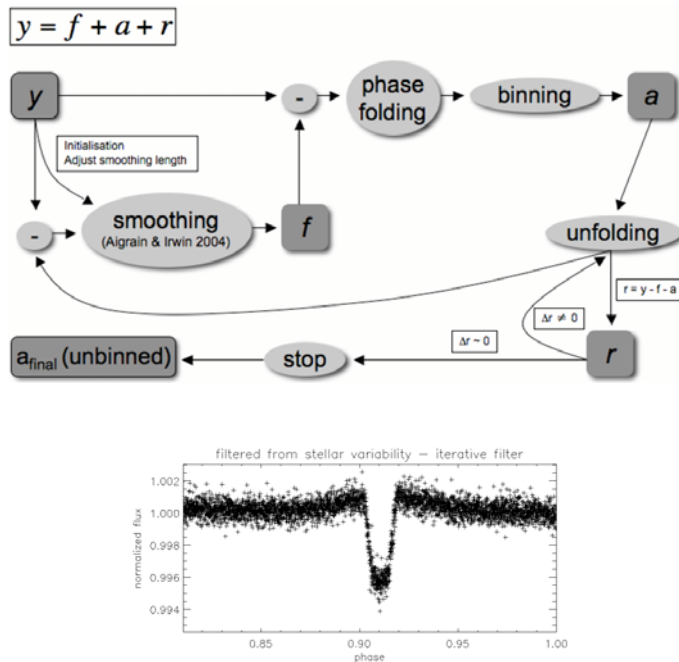 y = f + a + r
y
-
phase
folding
binning
a
Initialisation
Adjust smoothing length
-
smoothing
(Aigrain & Irwin 2004)
f
unfolding
r = y - f - a
Δr ≠ 0
a_final (unbinned)
stop
Δr ~ 0
r
filtered from stellar variability – iterative filter
normalized flux
1.002
1.000
0.998
0.996
0.994
0.85
0.90
0.95
1.00
phase